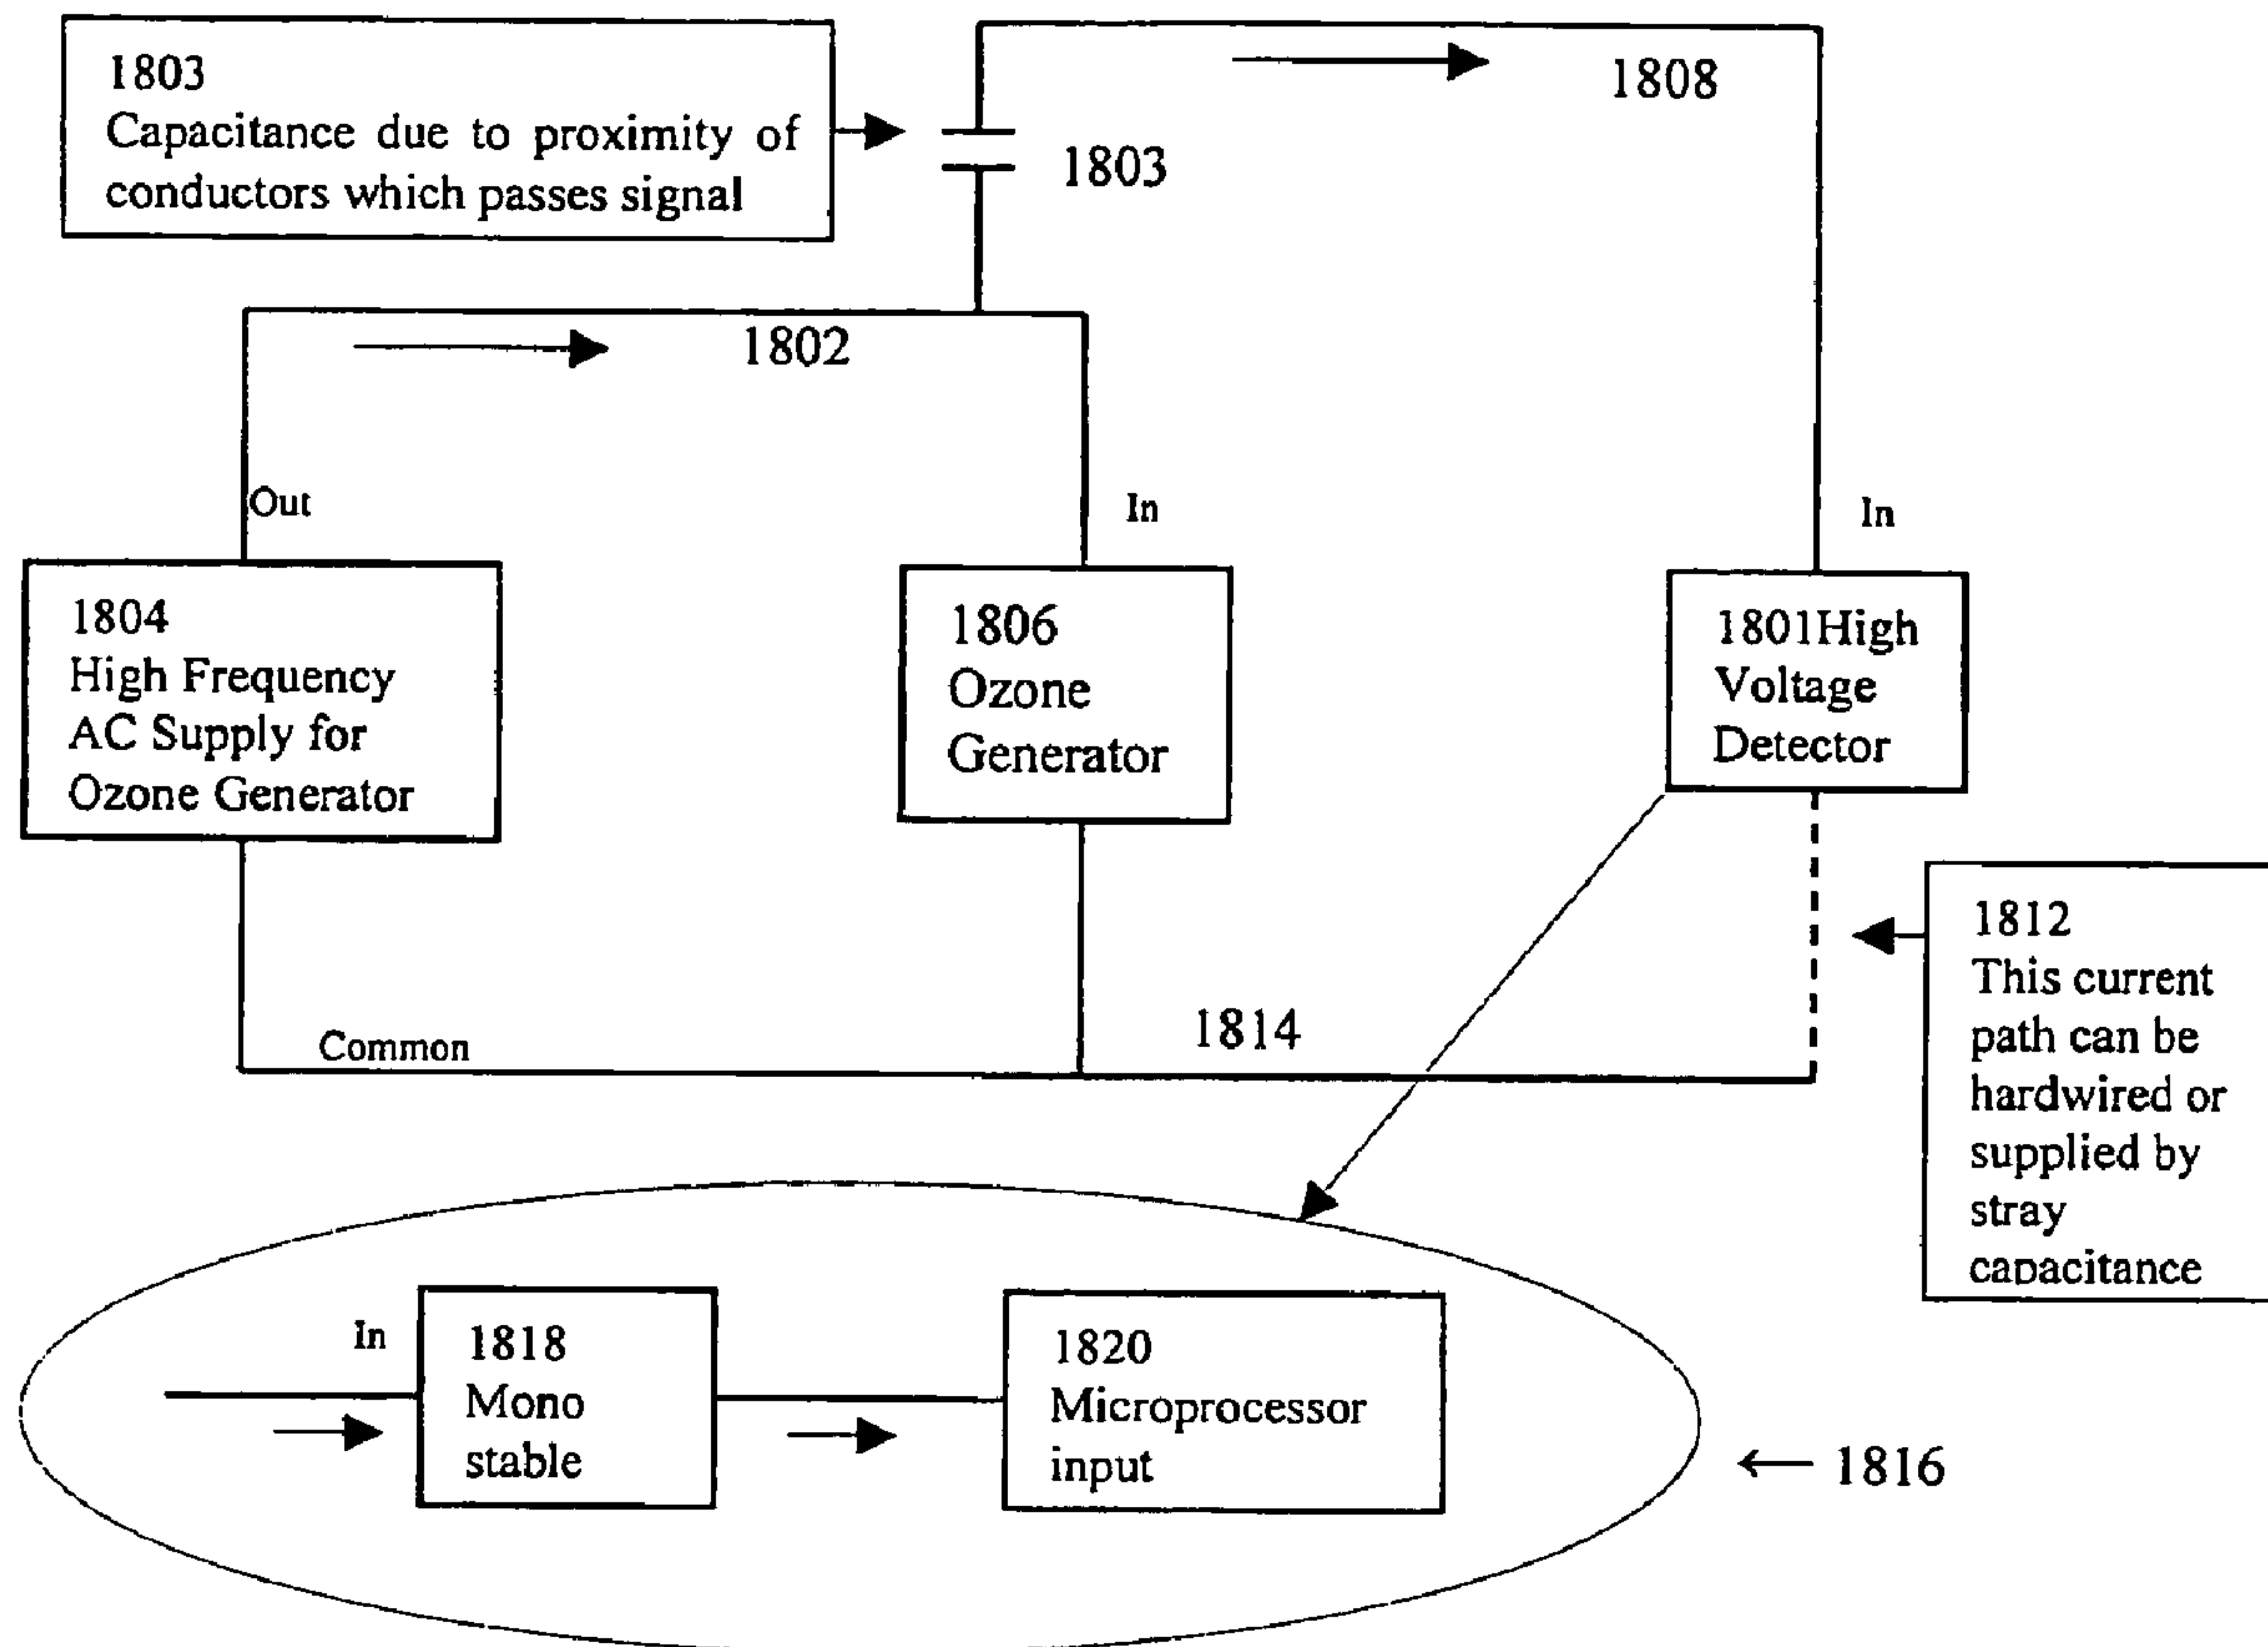 1803
Capacitance due to proximity of
conductors which passes signal
1808
1803
1802
Out
In
In
1804
High Frequency
AC Supply for
Ozone Generator
1806
Ozone
Generator
1801High
Voltage
Detector
1812
This current
path can be
hardwired or
supplied by
stray
capacitance
Common
1814
In
1818
Mono
stable
1820
Microprocessor
input
1816